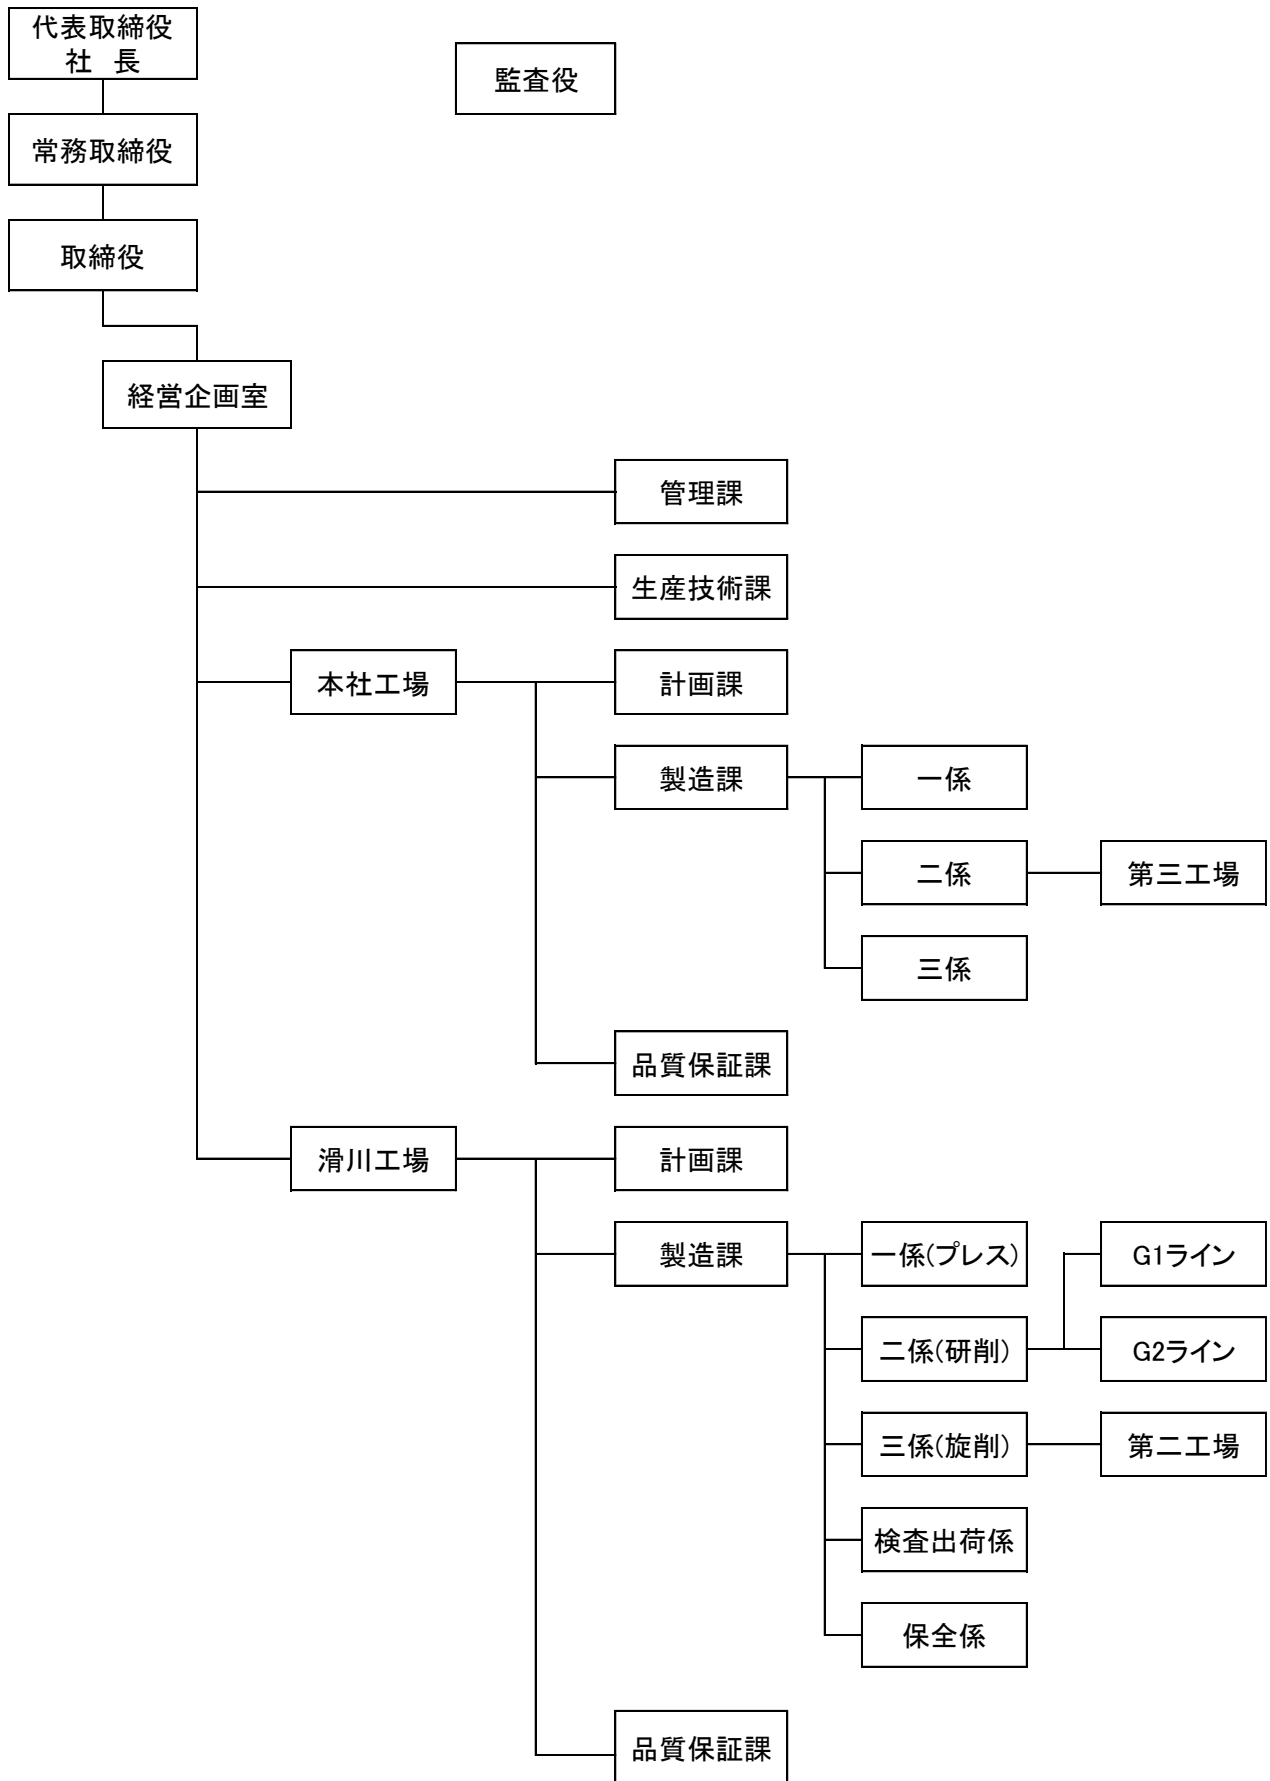 代表取締役
社　長
監査役
常務取締役
取締役
経営企画室
管理課
生産技術課
本社工場
計画課
製造課
一係
二係
第三工場
三係
品質保証課
滑川工場
計画課
製造課
一係(プレス)
G1ライン
二係(研削)
G2ライン
三係(旋削)
第二工場
検査出荷係
保全係
品質保証課